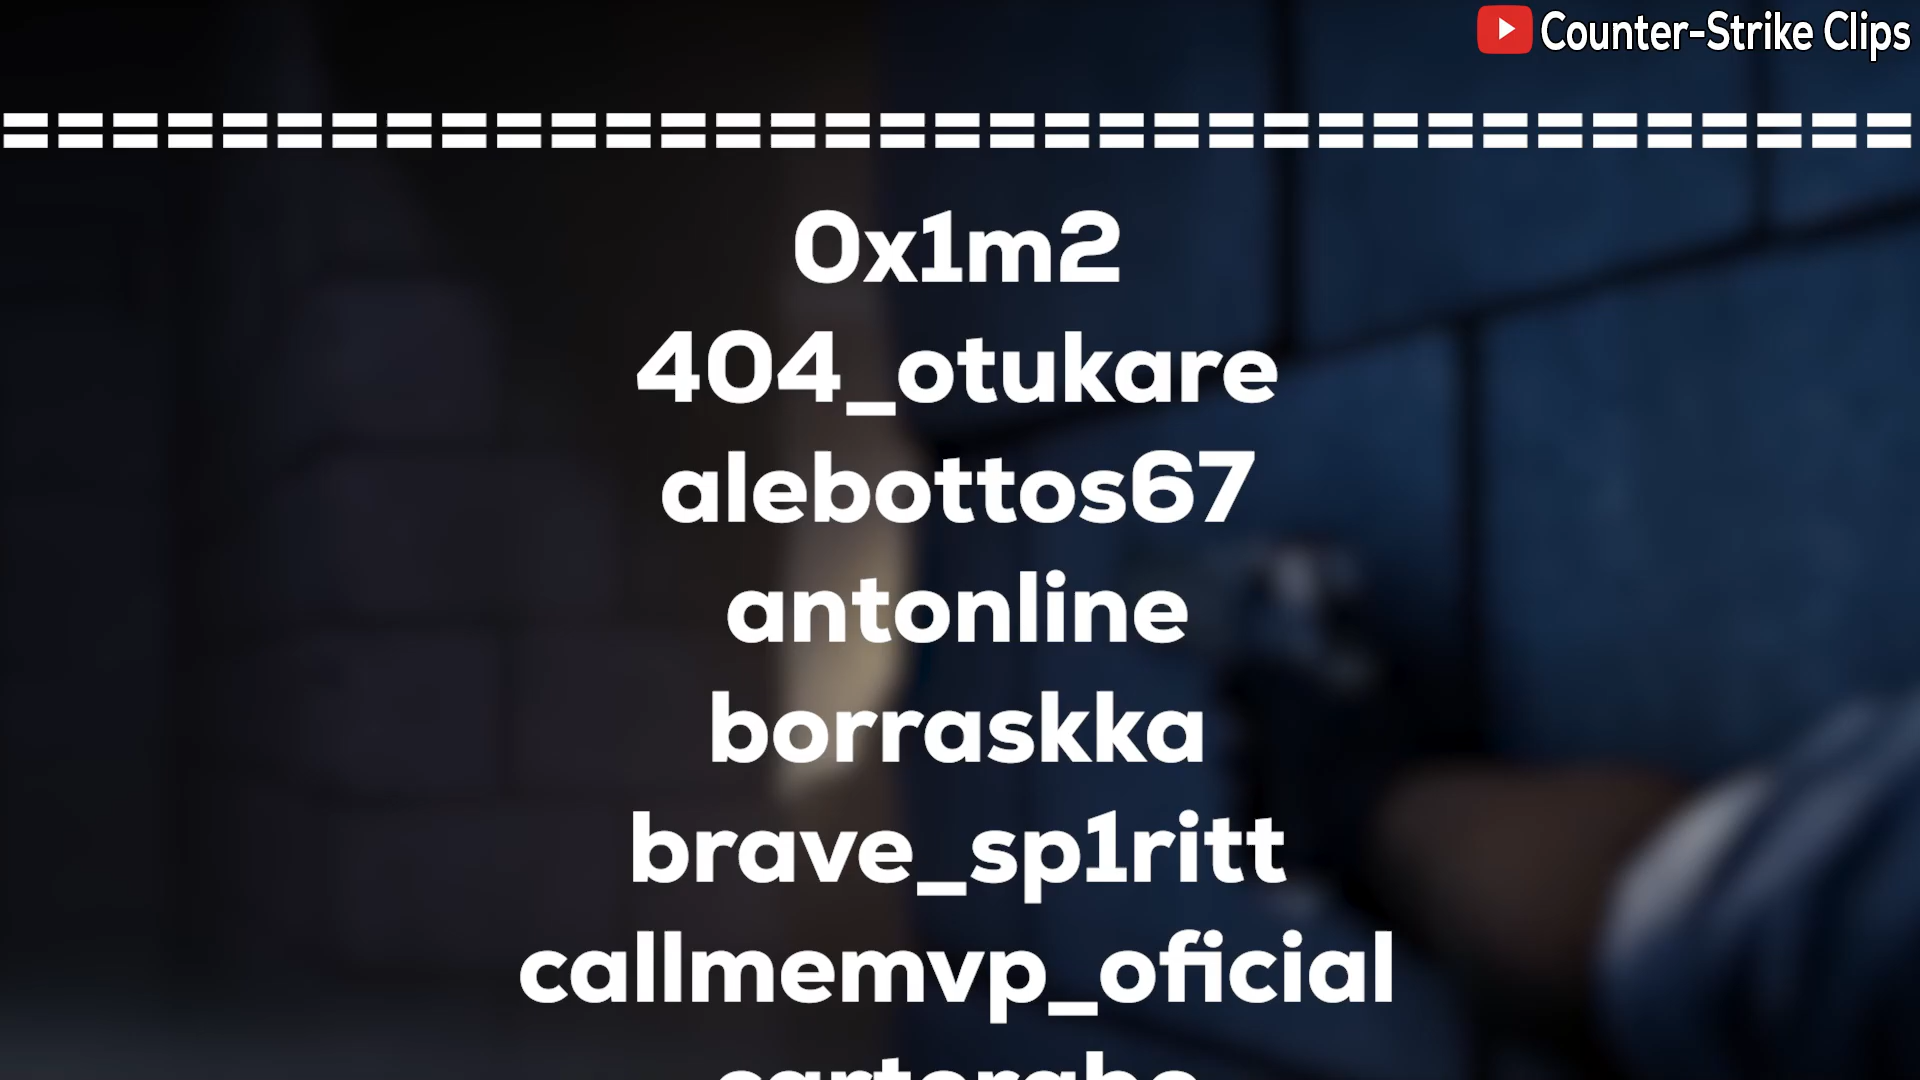 Counter-Strike Clips
===================================
0x1m2
404_otukare
alebottos67
antonline
borraskka
brave_sp1ritt
callmemvp_oficial